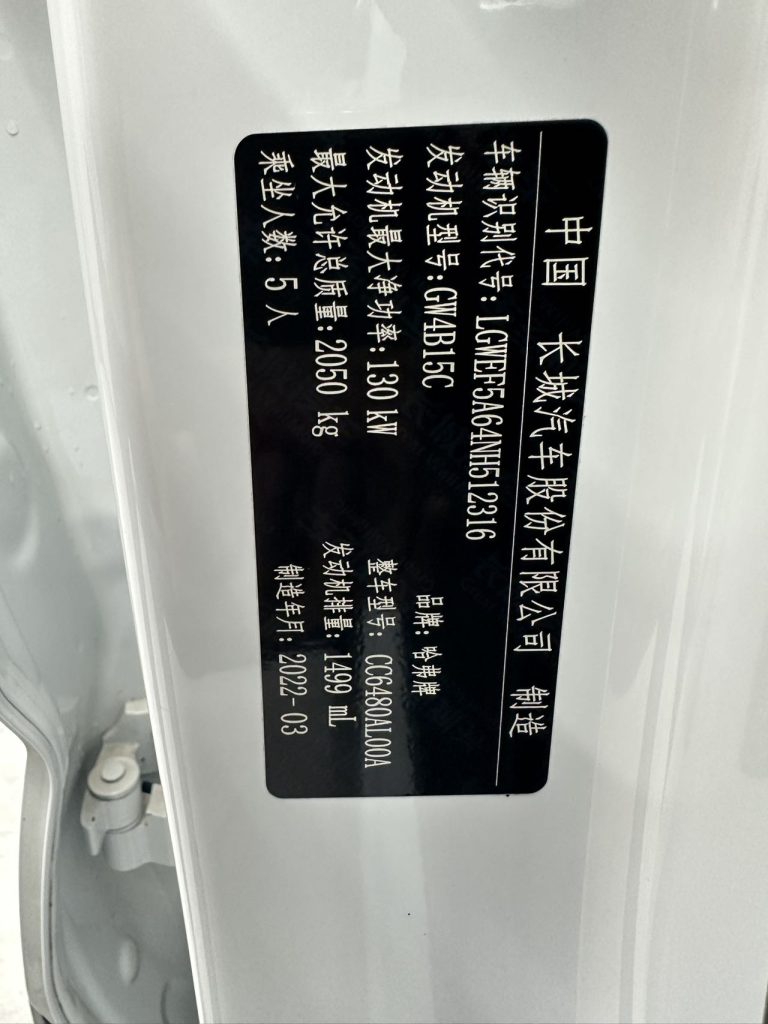 中国 长城汽车股份有限公司 制造
车辆识别代号: LGWEF5A64NH512316
发动机型号: GW4B15C 品牌: 哈弗牌
发动机最大净功率: 130 kW 整车型号: CC6480AL00A
最大允许总质量: 2050 kg 发动机排量: 1499 mL
乘坐人数: 5 人 制造年月: 2022-03